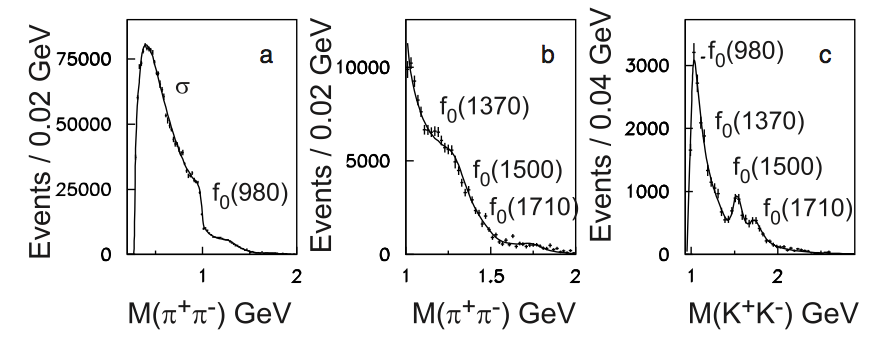 a
Events / 0.02 GeV
75000
50000
25000
0
σ
f₀(980)
1
2
M(π⁺π⁻) GeV
b
Events / 0.02 GeV
10000
5000
0
f₀(1370)
f₀(1500)
f₀(1710)
1
1.5
2
M(π⁺π⁻) GeV
c
Events / 0.04 GeV
3000
2000
1000
0
f₀(980)
f₀(1370)
f₀(1500)
f₀(1710)
1
2
M(K⁺K⁻) GeV